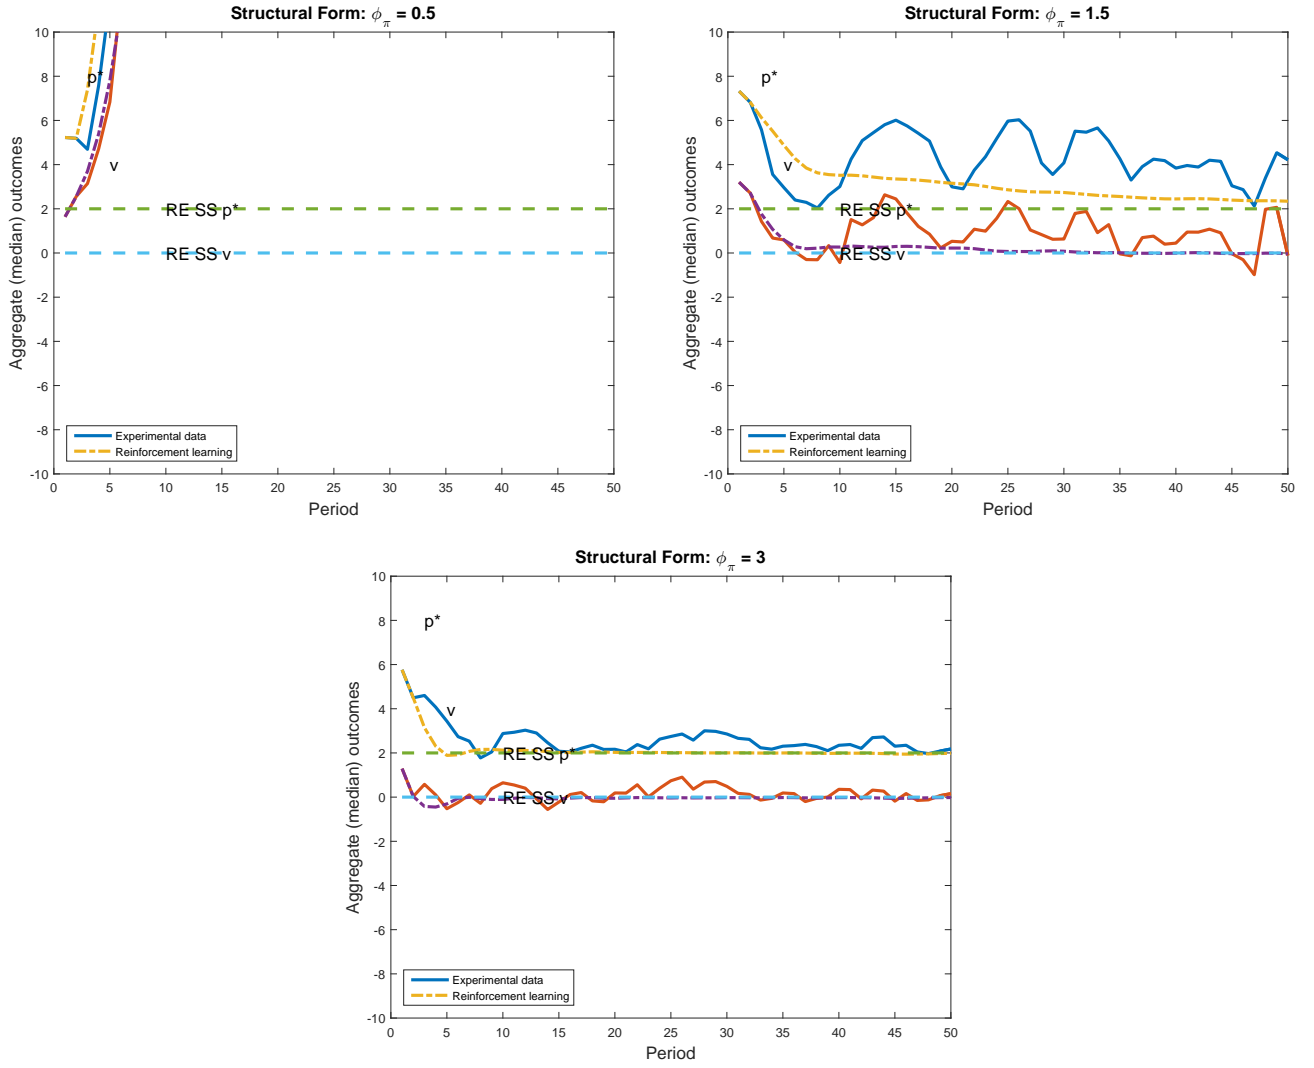 Structural Form: ϕπ = 0.5
10
8
6
4
2
0
-2
-4
-6
-8
-10
Aggregate (median) outcomes
p*
v
RE SS p*
RE SS v
Experimental data
Reinforcement learning
0 5 10 15 20 25 30 35 40 45 50
Period
Structural Form: ϕπ = 1.5
10
8
6
4
2
0
-2
-4
-6
-8
-10
Aggregate (median) outcomes
p*
v
RE SS p*
RE SS v
Experimental data
Reinforcement learning
0 5 10 15 20 25 30 35 40 45 50
Period
Structural Form: ϕπ = 3
10
8
6
4
2
0
-2
-4
-6
-8
-10
Aggregate (median) outcomes
p*
v
RE SS p*
RE SS v
Experimental data
Reinforcement learning
0 5 10 15 20 25 30 35 40 45 50
Period